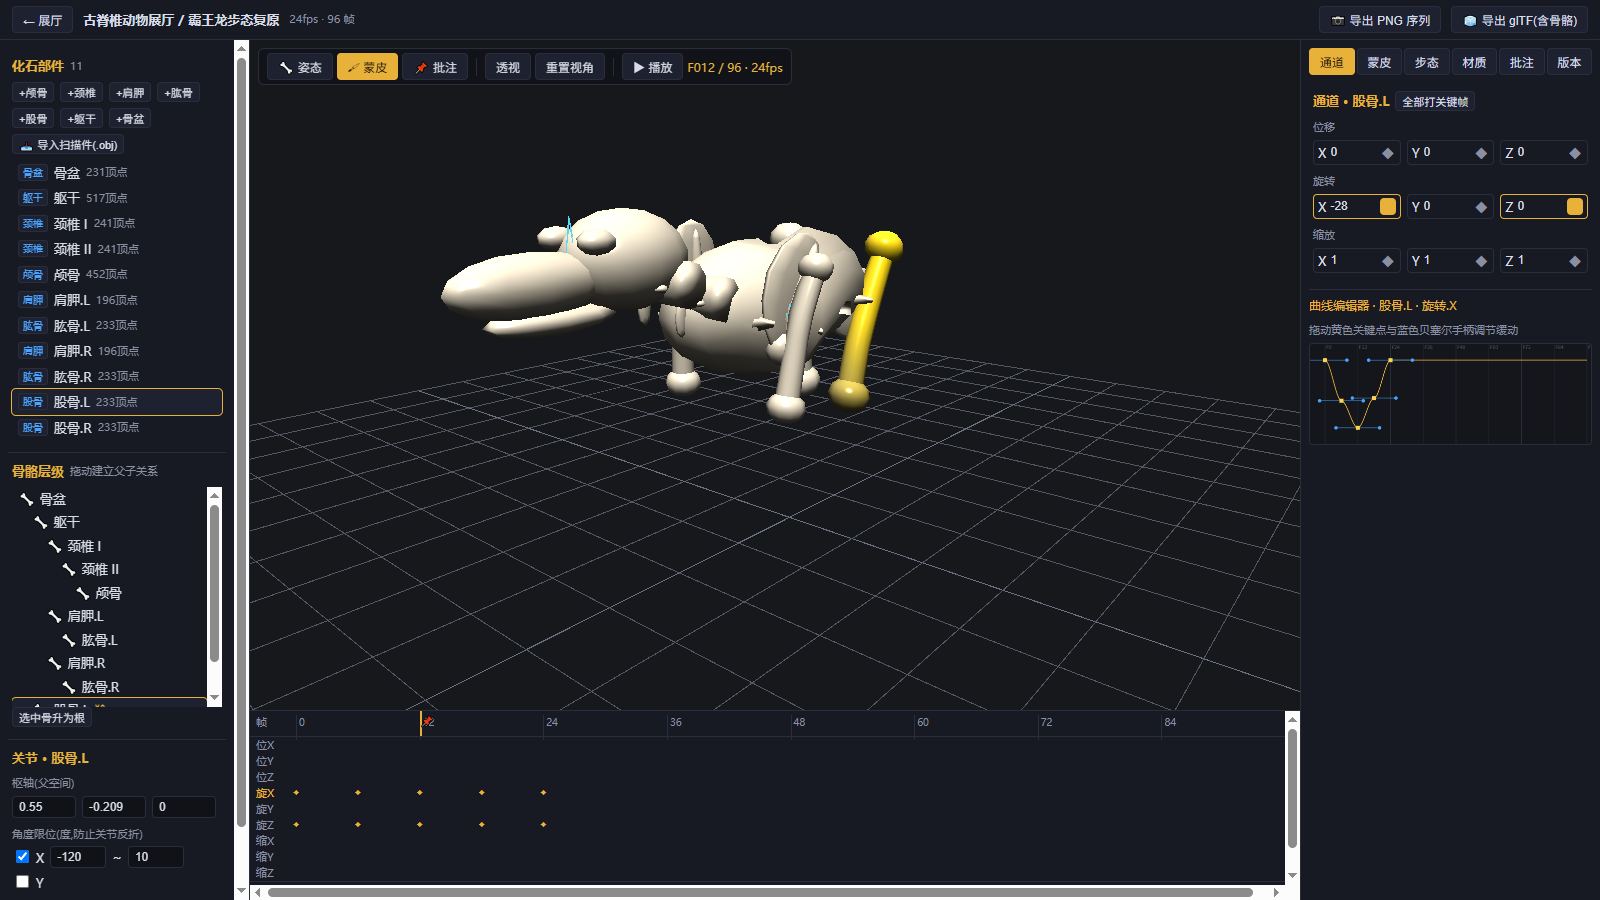 ←展厅 古脊椎动物展厅 / 霸王龙步态复原 24fps · 96 帧 导出 PNG 序列 导出 glTF(含骨骼)
化石部件 11
+颅骨 +颈椎 +肩胛 +肱骨
+股骨 +躯干 +骨盆
导入扫描件(.obj)
骨盆 骨盆 231顶点
躯干 躯干 517顶点
颈椎 颈椎 I 241顶点
颈椎 颈椎 II 241顶点
颅骨 颅骨 452顶点
肩胛 肩胛.L 196顶点
肱骨 肱骨.L 233顶点
肩胛 肩胛.R 196顶点
肱骨 肱骨.R 233顶点
股骨 股骨.L 233顶点
股骨 股骨.R 233顶点
骨骼层级 拖动建立父子关系
骨盆
躯干
颈椎 I
颈椎 II
颅骨
肩胛.L
肱骨.L
肩胛.R
肱骨.R
选中骨升为根
关节 • 股骨.L
枢轴(父空间)
0.55 -0.209 0
角度限位(度,防止关节反折)
X -120 ~ 10
Y
姿态 蒙皮 批注 透视 重置视角 ▶ 播放 F012 / 96 · 24fps
帧 0 12 24 36 48 60 72 84
位X
位Y
位Z
旋X
旋Y
旋Z
缩X
缩Y
缩Z
通道 蒙皮 步态 材质 批注 版本
通道 • 股骨.L 全部打关键帧
位移
X 0 Y 0 Z 0
旋转
X -28 Y 0 Z 0
缩放
X 1 Y 1 Z 1
曲线编辑器 · 股骨.L · 旋转.X
拖动黄色关键点与蓝色贝塞尔手柄调节缓动